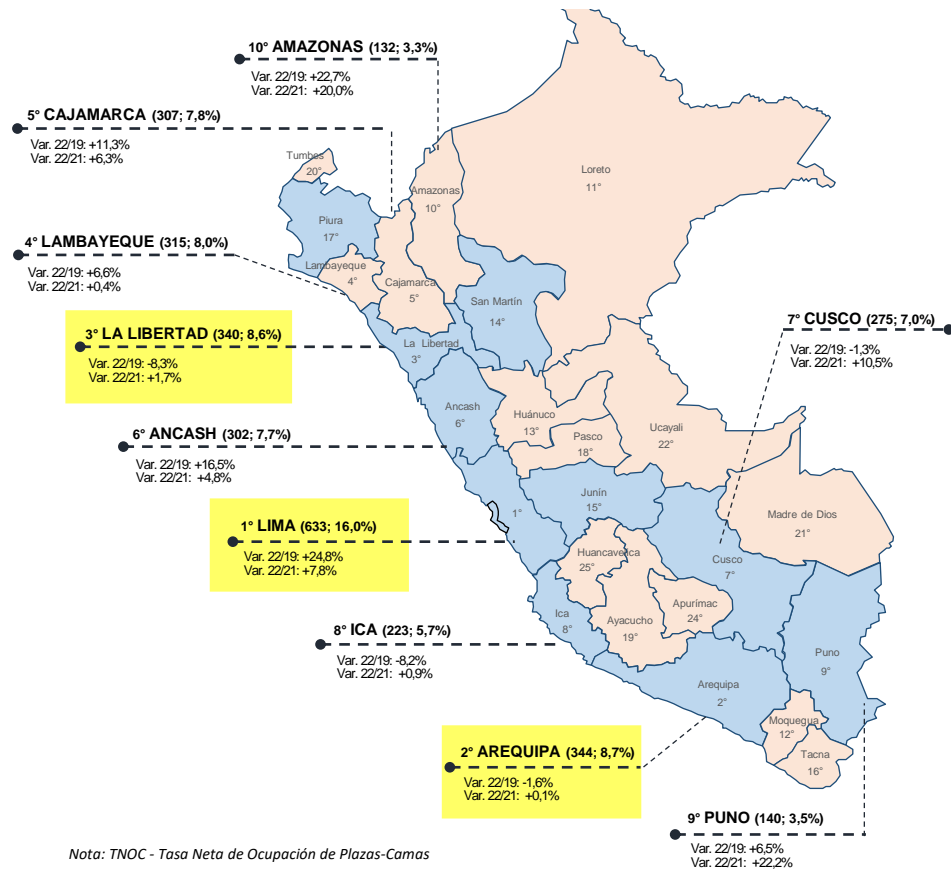 10° AMAZONAS (132; 3,3%)
Var. 22/19: +22,7%
Var. 22/21: +20,0%
5° CAJAMARCA (307; 7,8%)
Var. 22/19: +11,3%
Var. 22/21: +6,3%
Tumbes
20°
Loreto
11°
Amazonas
10°
Piura
17°
4° LAMBAYEQUE (315; 8,0%)
Var. 22/19: +6,6%
Var. 22/21: +0,4%
Lambayeque
4°
Cajamarca
5°
San Martín
14°
7° CUSCO (275; 7,0%)
Var. 22/19: -1,3%
Var. 22/21: +10,5%
3° LA LIBERTAD (340; 8,6%)
Var. 22/19: -8,3%
Var. 22/21: +1,7%
La Libertad
3°
Ancash
6°
Huánuco
13°
Pasco
18°
Ucayali
22°
6° ANCASH (302; 7,7%)
Var. 22/19: +16,5%
Var. 22/21: +4,8%
Junín
15°
1°
Madre de Dios
21°
1° LIMA (633; 16,0%)
Var. 22/19: +24,8%
Var. 22/21: +7,8%
Huancavelica
25°
Cusco
7°
Apurímac
24°
Ica
8°
Ayacucho
19°
8° ICA (223; 5,7%)
Var. 22/19: -8,2%
Var. 22/21: +0,9%
Puno
9°
Arequipa
2°
Moquegua
12°
Tacna
16°
2° AREQUIPA (344; 8,7%)
Var. 22/19: -1,6%
Var. 22/21: +0,1%
9° PUNO (140; 3,5%)
Var. 22/19: +6,5%
Var. 22/21: +22,2%
Nota: TNOC - Tasa Neta de Ocupación de Plazas-Camas